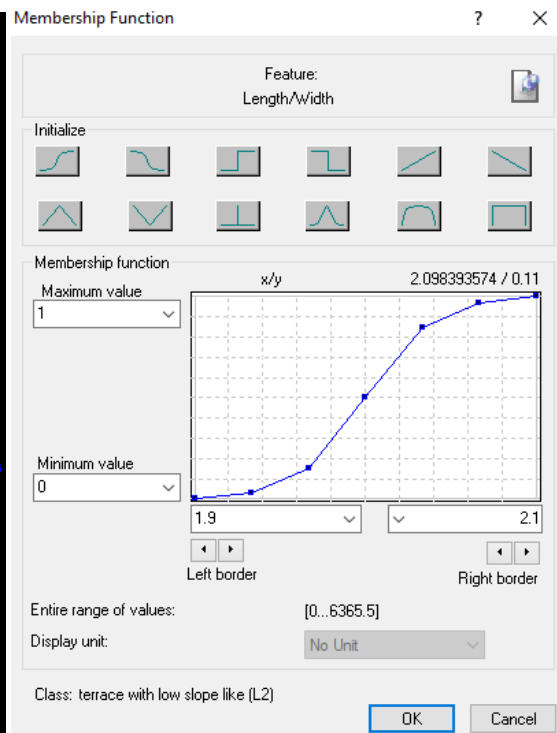 Membership Function ? ×
Feature:
Length/Width
Initialize
Membership function
x/y 2.098393574 / 0.11
Maximum value
1
Minimum value
0
1.9 2.1
Left border Right border
Entire range of values: [0...6365.5]
Display unit: No Unit
Class: terrace with low slope like (L2)
OK Cancel